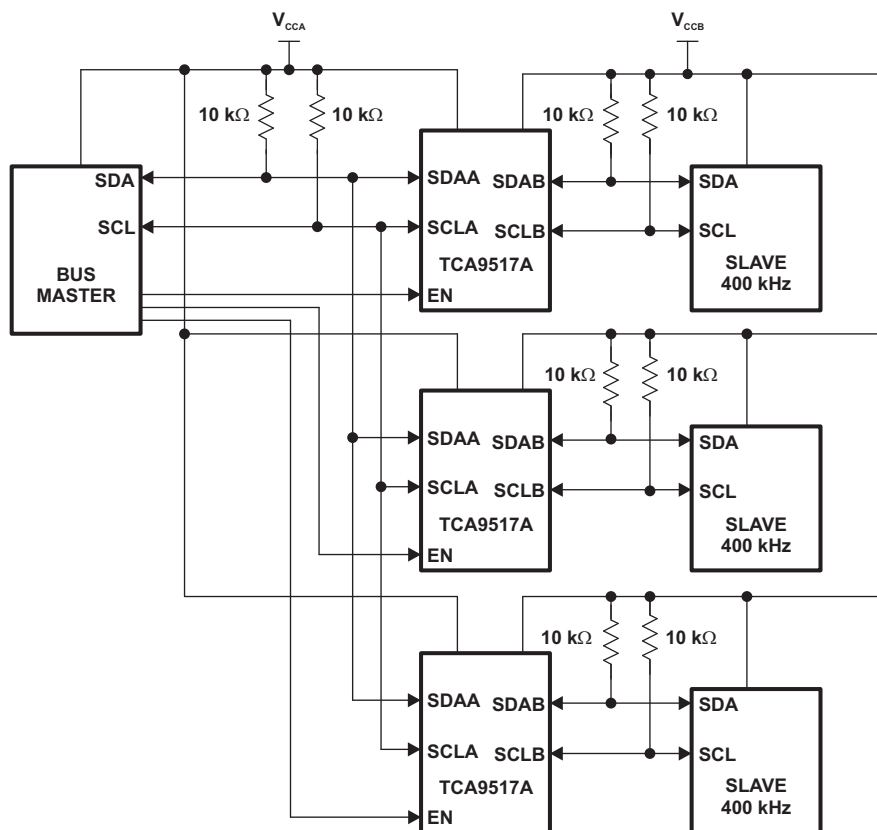 VCCA
VCCB
10 kΩ
10 kΩ
10 kΩ
10 kΩ
SDA
SCL
BUS
MASTER
SDAA
SDAB
SCLA
SCLB
TCA9517A
EN
SDA
SCL
SLAVE
400 kHz
10 kΩ
10 kΩ
SDAA
SDAB
SCLA
SCLB
TCA9517A
EN
SDA
SCL
SLAVE
400 kHz
10 kΩ
10 kΩ
SDAA
SDAB
SCLA
SCLB
TCA9517A
EN
SDA
SCL
SLAVE
400 kHz